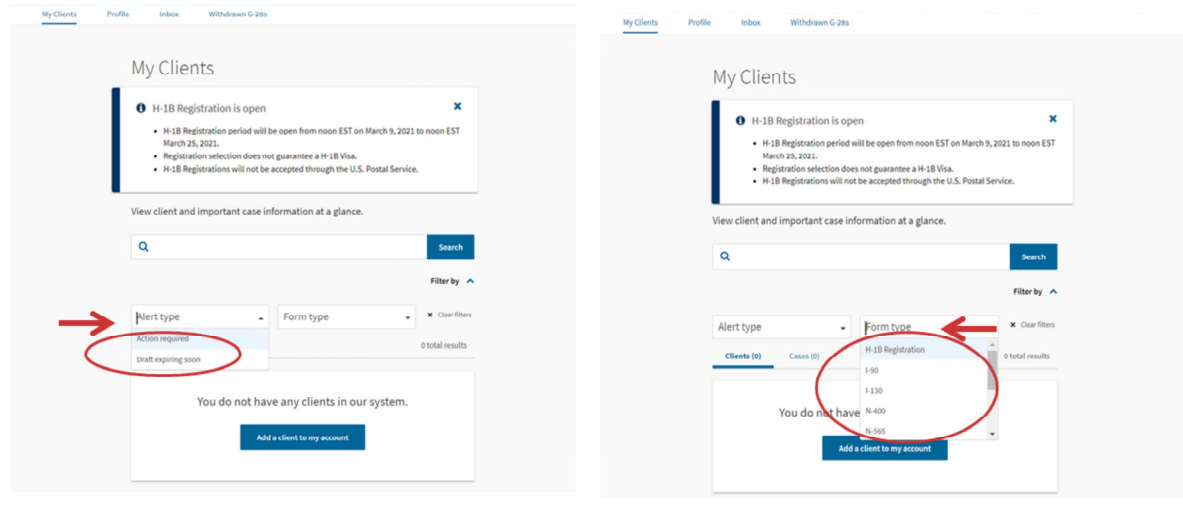 My Clients Profile Inbox Withdrawn G-28s
My Clients
H-1B Registration is open
• H-1B Registration period will be open from noon EST on March 9, 2021 to noon EST
March 25, 2021.
• Registration selection does not guarantee a H-1B Visa.
• H-1B Registrations will not be accepted through the U.S. Postal Service.
View client and important case information at a glance.
Search
Filter by
Alert type Form type Clear filters
Action required
0 total results
Draft expiring soon
You do not have any clients in our system.
Add a client to my account
My Clients Profile Inbox Withdrawn G-28s
My Clients
H-1B Registration is open
• H-1B Registration period will be open from noon EST on March 9, 2021 to noon EST
March 25, 2021.
• Registration selection does not guarantee a H-1B Visa.
• H-1B Registrations will not be accepted through the U.S. Postal Service.
View client and important case information at a glance.
Search
Filter by
Alert type Form type Clear filters
H-1B Registration
Clients (0) Cases (0) 0 total results
I-90
I-130
You do not have N-400
N-565
Add a client to my account